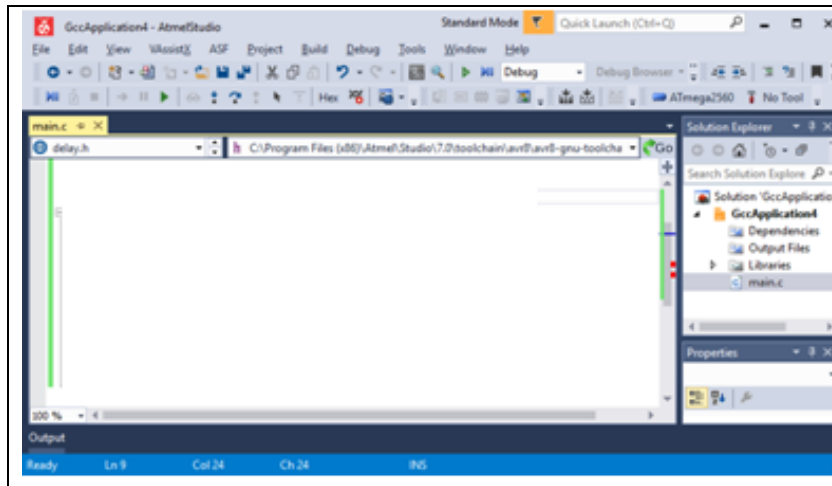 GccApplication4 - AtmelStudio
Standard Mode
Quick Launch (Ctrl+Q)
File Edit View VAssistX ASF Project Build Debug Tools Window Help
Debug
Debug Browser
Hex
ATmega2560
No Tool
main.c
Solution Explorer
delay.h
C:\Program Files (x86)\Atmel\Studio\7.0\toolchain\avr8\avr8-gnu-toolcha
Go
Search Solution Explore
Solution 'GccApplicatio
GccApplication4
Dependencies
Output Files
Libraries
main.c
Properties
100 %
Output
Ready
Ln 9
Col 24
Ch 24
INS